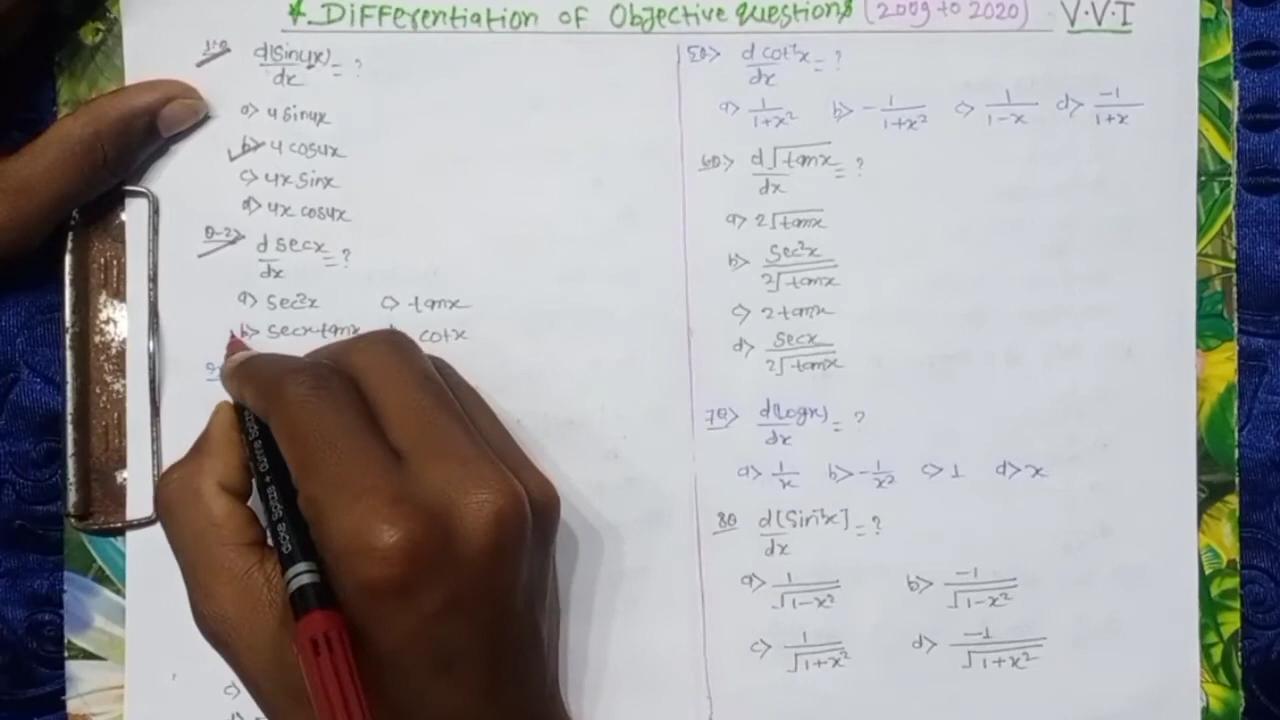 *. Differentiation of Objective questions (2009 to 2020) V.V.I
d(sin4x)/dx = ?
a> 4 sin4x
b> 4 cos4x
c> 4x sinx
d> 4x cos4x
Q-2> d secx/dx = ?
a> sec²x c> tanx
b> secx tanx cotx
c>
5Q> d cot⁻¹x/dx = ?
a> 1/1+x² b> -1/1+x² c> 1/1-x d> -1/1+x
6Q> d√tanx/dx = ?
a> 2√tanx
b> sec²x/2√tanx
c> 2tanx
d> secx/2√tanx
7Q> d(logx)/dx = ?
a> 1/x b> -1/x² c> 1 d> x
8Q d[sin⁻¹x]/dx = ?
a> 1/√1-x² b> -1/√1-x²
c> 1/√1+x² d> -1/√1+x²